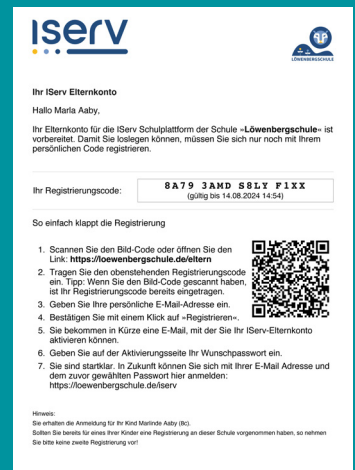 IServ
LÖWENBERGSCHULE
Ihr IServ Elternkonto
Hallo Marla Aaby,
Ihr Elternkonto für die IServ Schulplattform der Schule »Löwenbergschule« ist
vorbereitet. Damit Sie loslegen können, müssen Sie sich nur noch mit Ihrem
persönlichen Code registrieren.
Ihr Registrierungscode:
8A79 3AMD S8LY F1XX
(gültig bis 14.08.2024 14:54)
So einfach klappt die Registrierung
1. Scannen Sie den Bild-Code oder öffnen Sie den
Link: https://loewenbergschule.de/eltern
2. Tragen Sie den obenstehenden Registrierungscode
ein. Tipp: Wenn Sie den Bild-Code gescannt haben,
ist Ihr Registrierungscode bereits eingetragen.
3. Geben Sie Ihre persönliche E-Mail-Adresse ein.
4. Bestätigen Sie mit einem Klick auf »Registrieren«.
5. Sie bekommen in Kürze eine E-Mail, mit der Sie Ihr IServ-Elternkonto
aktivieren können.
6. Geben Sie auf der Aktivierungsseite Ihr Wunschpasswort ein.
7. Sie sind startklar. In Zukunft können Sie sich mit Ihrer E-Mail Adresse und
dem zuvor gewählten Passwort hier anmelden:
https://loewenbergschule.de/iserv
Hinweis:
Sie erhalten die Anmeldung für Ihr Kind Marlinde Aaby (8c).
Sollten Sie bereits für eines Ihrer Kinder eine Registrierung an dieser Schule vorgenommen haben, so nehmen
Sie bitte keine zweite Registrierung vor!